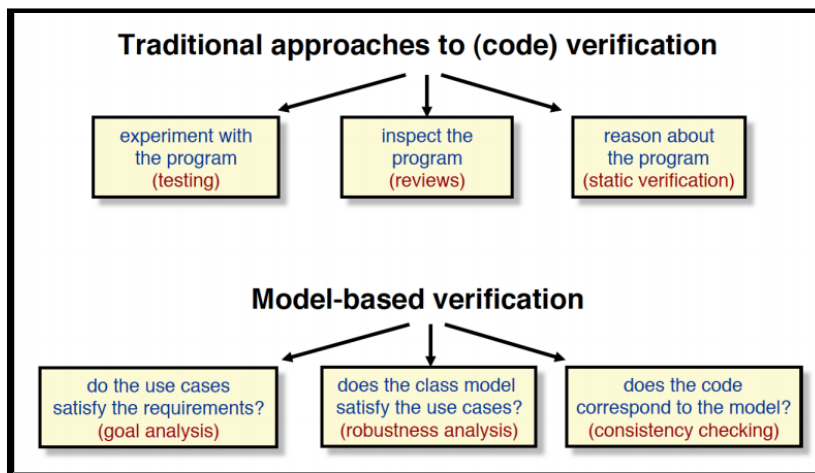 Traditional approaches to (code) verification
experiment with
the program
(testing)
inspect the
program
(reviews)
reason about
the program
(static verification)
Model-based verification
do the use cases
satisfy the requirements?
(goal analysis)
does the class model
satisfy the use cases?
(robustness analysis)
does the code
correspond to the model?
(consistency checking)